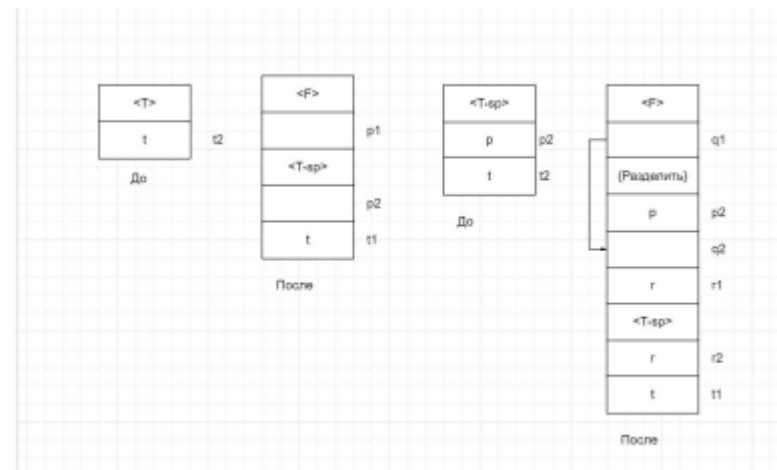 <T>
t t2
До
<F>
p1
<T-sp>
p2
t t1
После
<T-sp>
p p2
t t2
До
<F>
q1
{Разделить}
p p2
q2
r r1
<T-sp>
r r2
t t1
После